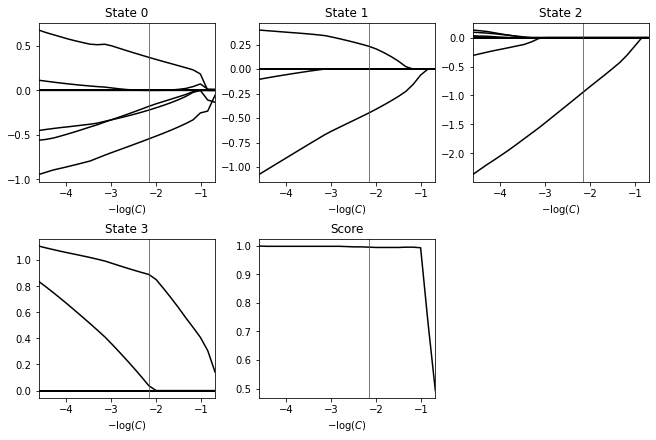 State 0
State 1
State 2
0.5
0.0
−0.5
−1.0
0.25
0.00
−0.25
−0.50
−0.75
−1.00
0.0
−0.5
−1.0
−1.5
−2.0
−4 −3 −2 −1
−4 −3 −2 −1
−4 −3 −2 −1
−log(C)
−log(C)
−log(C)
State 3
Score
1.0
0.8
0.6
0.4
0.2
0.0
1.0
0.9
0.8
0.7
0.6
0.5
−4 −3 −2 −1
−4 −3 −2 −1
−log(C)
−log(C)